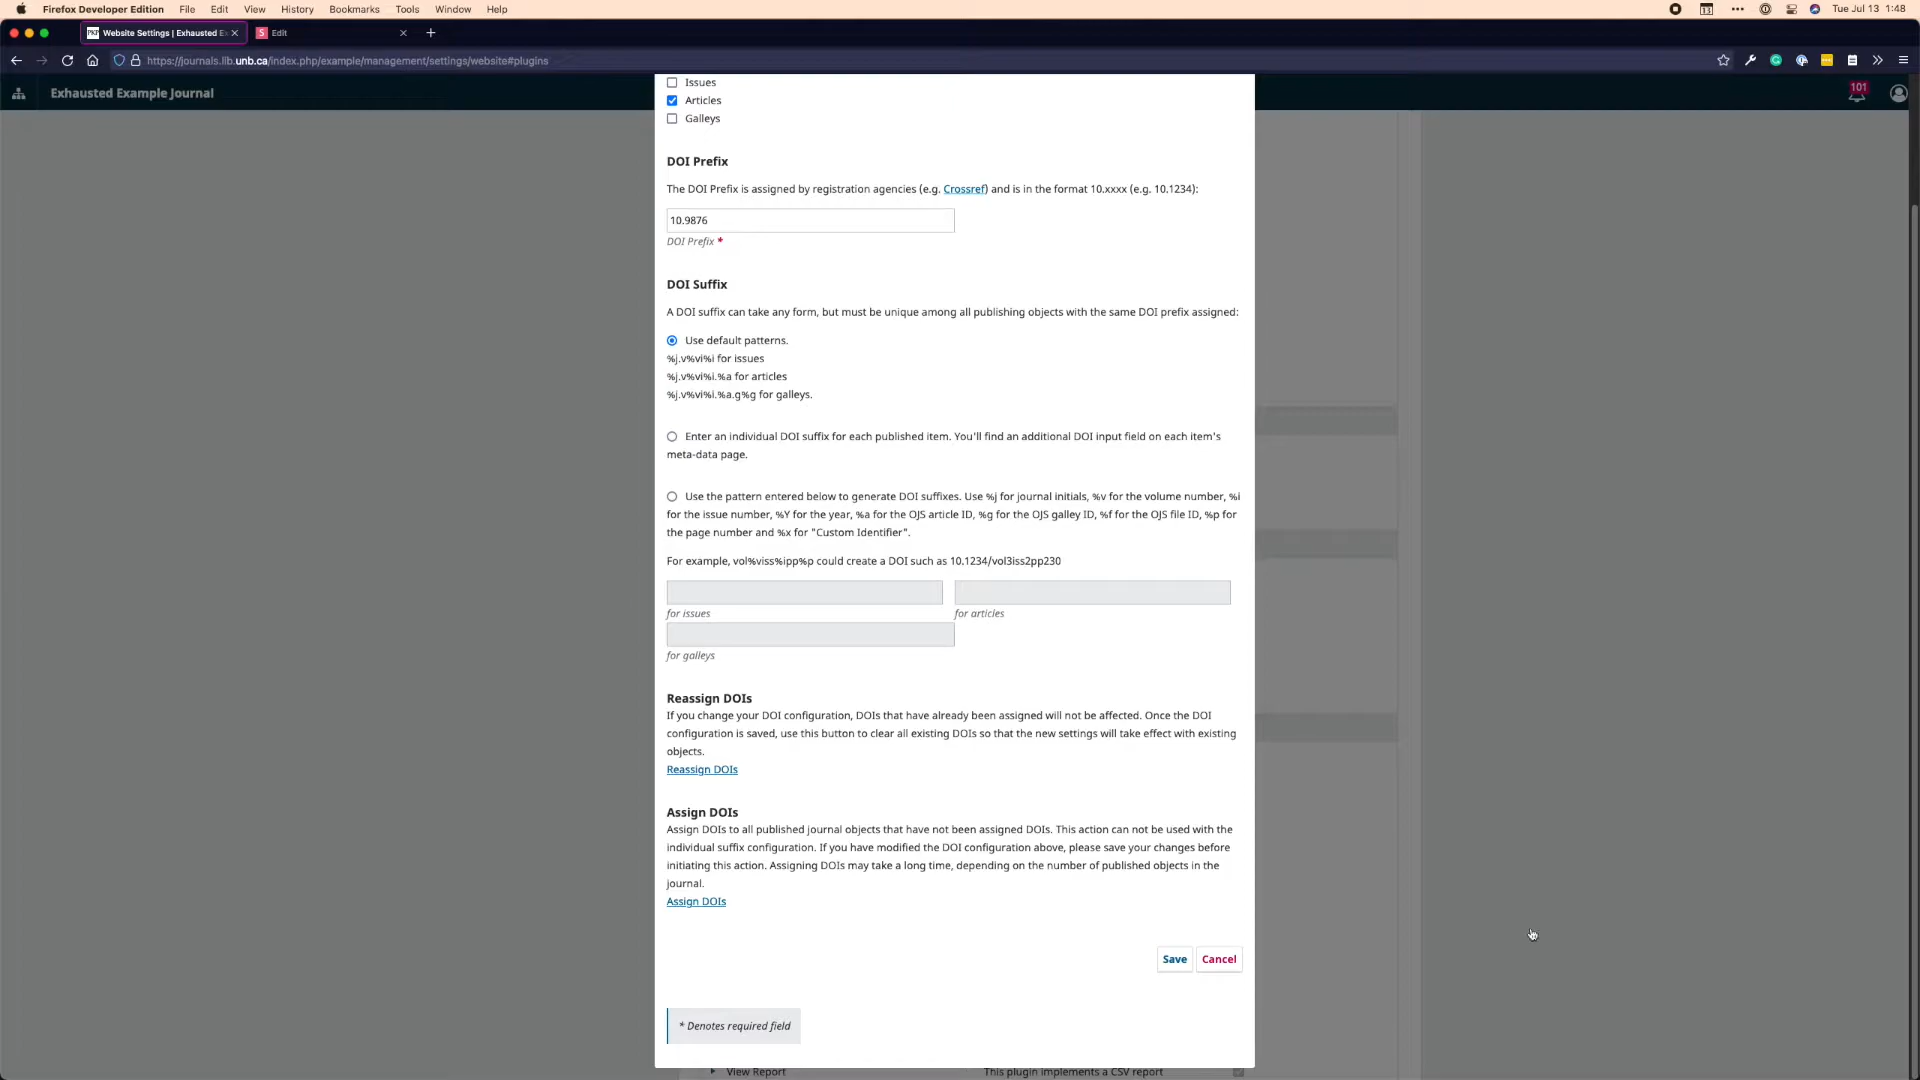 Firefox Developer Edition File Edit View History Bookmarks Tools Window Help
13 Tue Jul 13 1:48
PKP Website Settings | Exhausted E
S Edit
https://journals.lib.unb.ca/index.php/example/management/settings/website#plugins
Exhausted Example Journal
101
Issues
Articles
Galleys
DOI Prefix
The DOI Prefix is assigned by registration agencies (e.g. Crossref) and is in the format 10.xxxx (e.g. 10.1234):
10.9876
DOI Prefix *
DOI Suffix
A DOI suffix can take any form, but must be unique among all publishing objects with the same DOI prefix assigned:
Use default patterns.
%j.v%vi%i for issues
%j.v%vi%i.%a for articles
%j.v%vi%i.%a.g%g for galleys.
Enter an individual DOI suffix for each published item. You'll find an additional DOI input field on each item's
meta-data page.
Use the pattern entered below to generate DOI suffixes. Use %j for journal initials, %v for the volume number, %i
for the issue number, %Y for the year, %a for the OJS article ID, %g for the OJS galley ID, %f for the OJS file ID, %p for
the page number and %x for "Custom Identifier".
For example, vol%viss%ipp%p could create a DOI such as 10.1234/vol3iss2pp230
for issues
for articles
for galleys
Reassign DOIs
If you change your DOI configuration, DOIs that have already been assigned will not be affected. Once the DOI
configuration is saved, use this button to clear all existing DOIs so that the new settings will take effect with existing
objects.
Reassign DOIs
Assign DOIs
Assign DOIs to all published journal objects that have not been assigned DOIs. This action can not be used with the
individual suffix configuration. If you have modified the DOI configuration above, please save your changes before
initiating this action. Assigning DOIs may take a long time, depending on the number of published objects in the
journal.
Assign DOIs
Save Cancel
* Denotes required field
View Report This plugin implements a CSV report